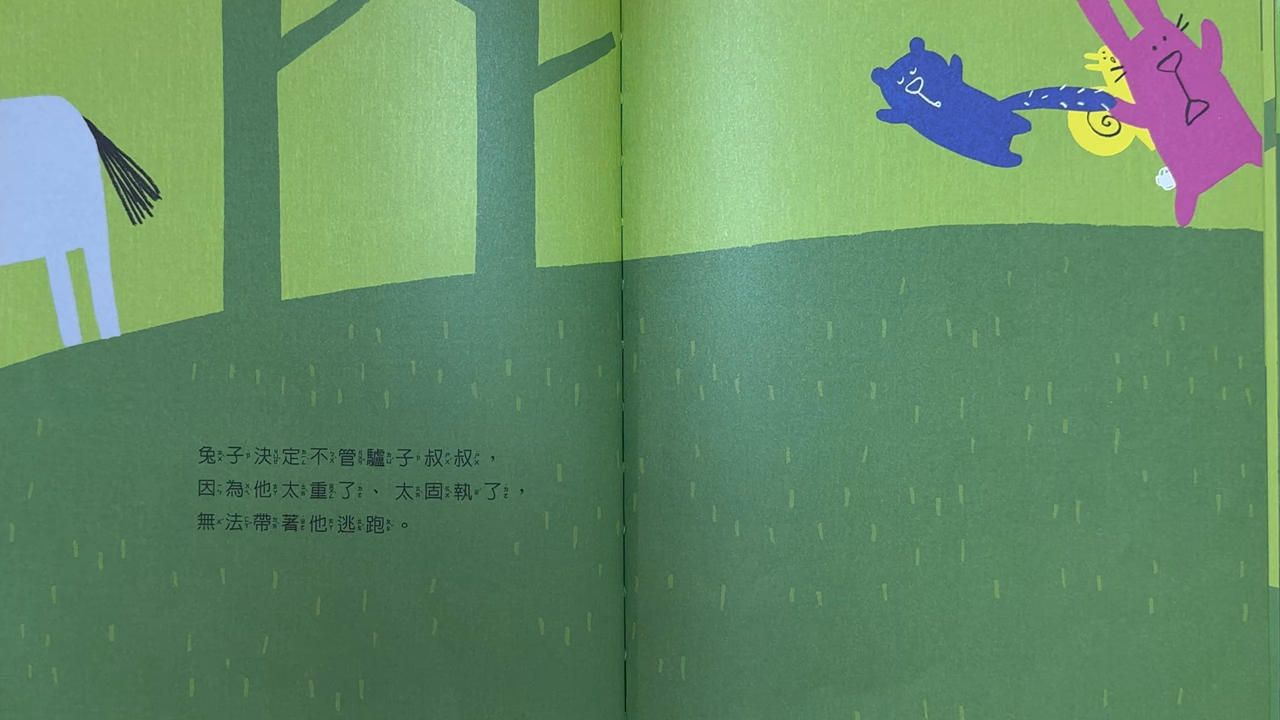 兔子決定不管驢子叔叔，
因為他太重了、太固執了，
無法帶著他逃跑。